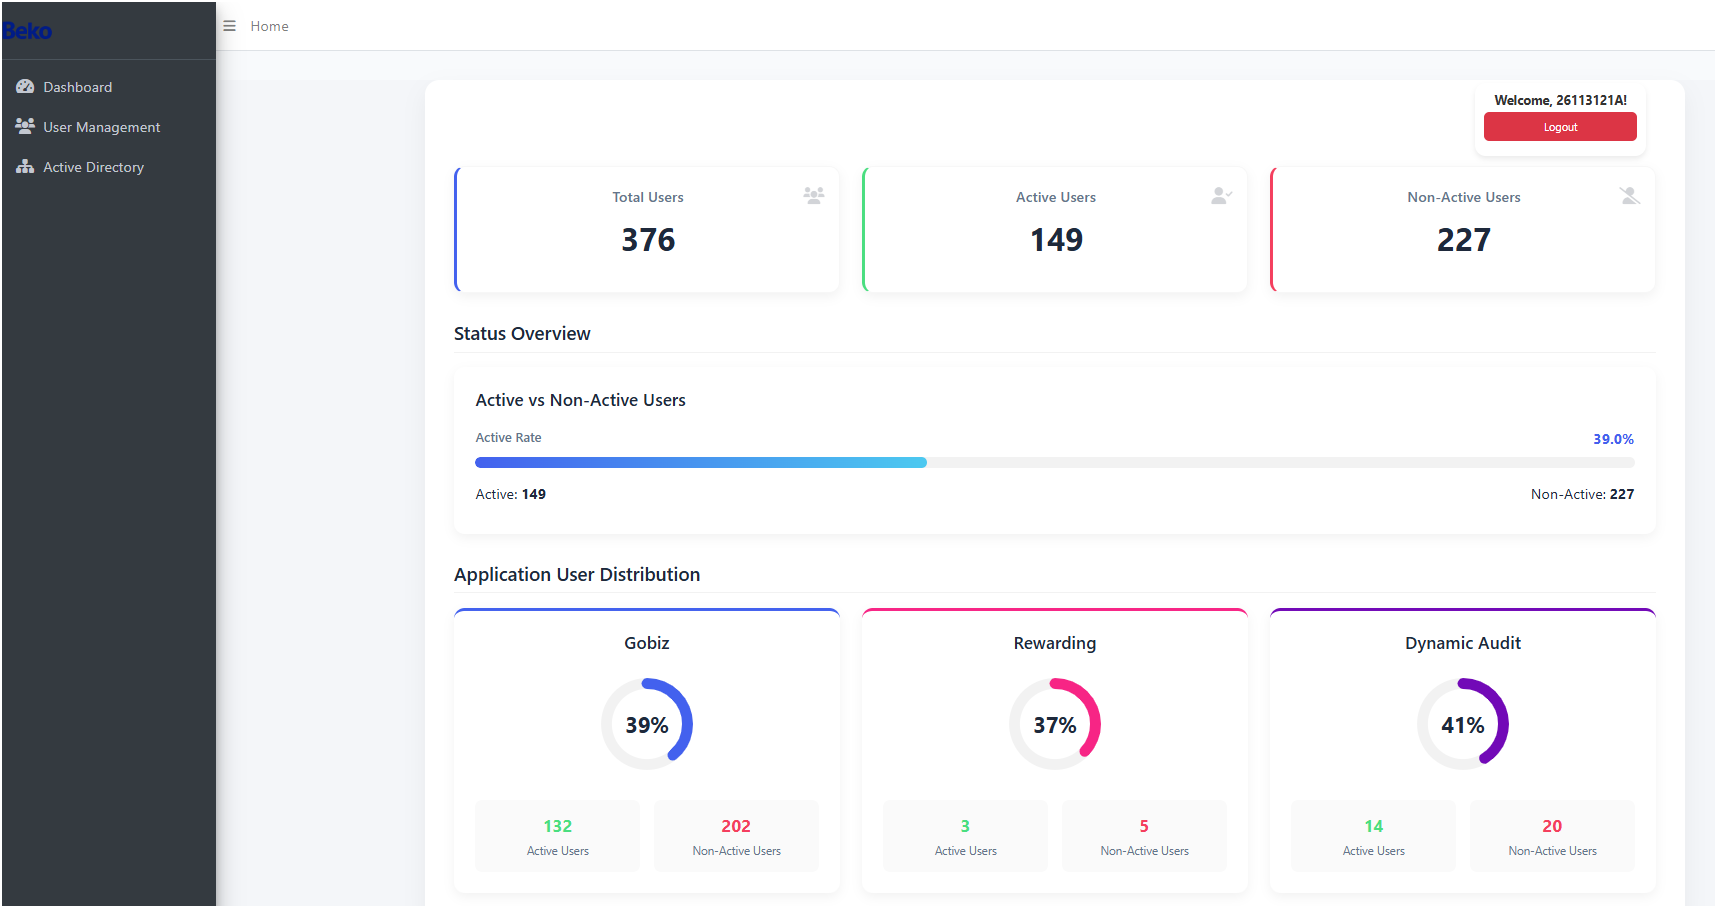 Beko
Home
Dashboard
User Management
Active Directory
Welcome, 26113121A!
Logout
Total Users
376
Active Users
149
Non-Active Users
227
Status Overview
Active vs Non-Active Users
Active Rate
39.0%
Active: 149
Non-Active: 227
Application User Distribution
Gobiz
39%
132
Active Users
202
Non-Active Users
Rewarding
37%
3
Active Users
5
Non-Active Users
Dynamic Audit
41%
14
Active Users
20
Non-Active Users